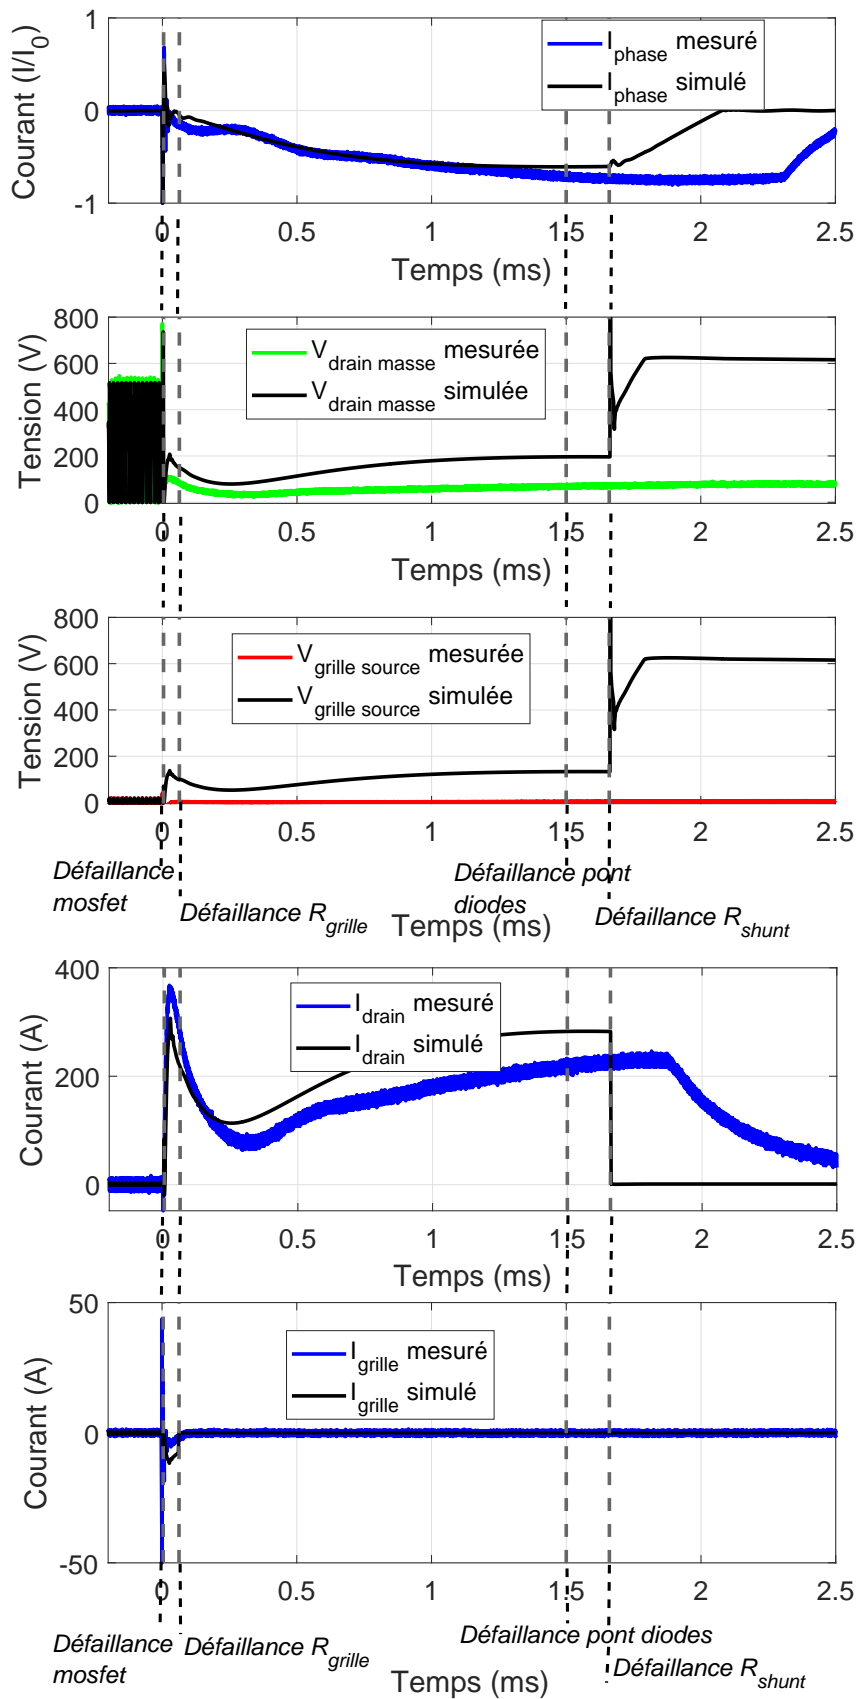 1
0
-1
Courant (I/I0)
Iphase mesuré
Iphase simulé
0 0.5 1 1.5 2 2.5
Temps (ms)
800
600
400
200
0
Tension (V)
Vdrain masse mesurée
Vdrain masse simulée
0 0.5 1 1.5 2 2.5
Temps (ms)
800
600
400
200
0
Tension (V)
Vgrille source mesurée
Vgrille source simulée
0 0.5 1 1.5 2 2.5
Défaillance
mosfet
Défaillance Rgrille
Défaillance pont
diodes
Défaillance Rshunt
Temps (ms)
400
200
0
Courant (A)
Idrain mesuré
Idrain simulé
0 0.5 1 1.5 2 2.5
Temps (ms)
50
0
-50
Courant (A)
Igrille mesuré
Igrille simulé
0 0.5 1 1.5 2 2.5
Défaillance
mosfet
Défaillance Rgrille
Défaillance pont diodes
Défaillance Rshunt
Temps (ms)